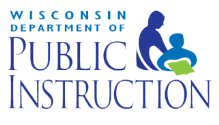 WISCONSIN
DEPARTMENT OF
PUBLIC
INSTRUCTION